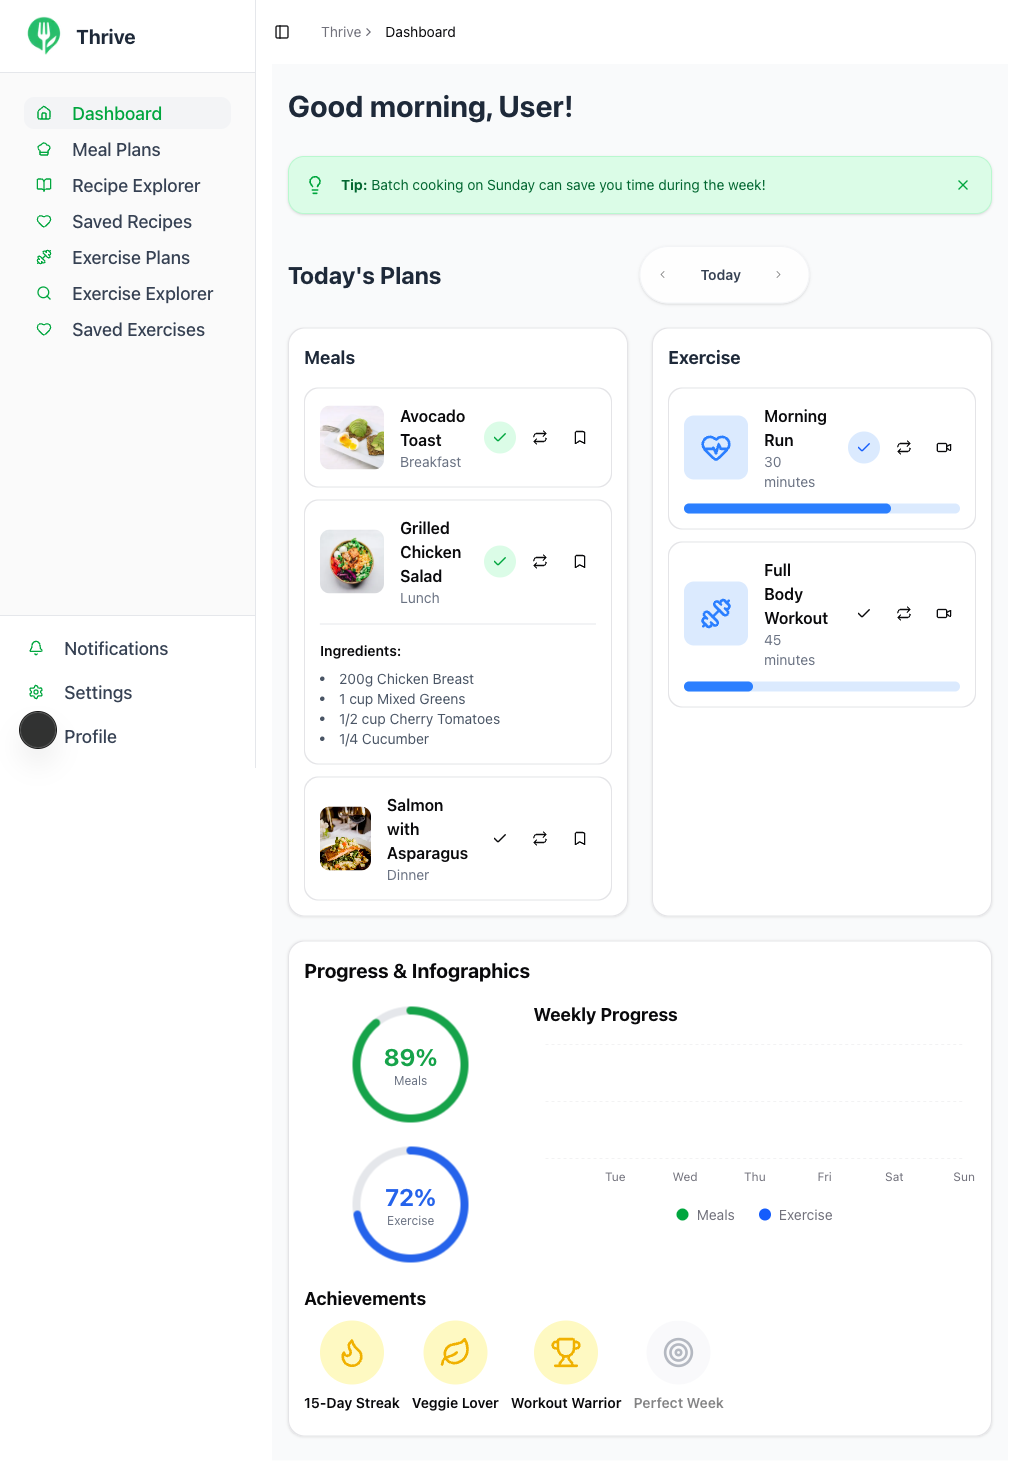 Thrive
Thrive
Dashboard
Dashboard
Meal Plans
Recipe Explorer
Saved Recipes
Exercise Plans
Exercise Explorer
Saved Exercises
Notifications
Settings
Profile
Good morning, User!
Tip: Batch cooking on Sunday can save you time during the week!
Today's Plans
Today
Meals
Avocado
Toast
Breakfast
Grilled
Chicken
Salad
Lunch
Ingredients:
• 200g Chicken Breast
• 1 cup Mixed Greens
• 1/2 cup Cherry Tomatoes
• 1/4 Cucumber
Salmon
with
Asparagus
Dinner
Exercise
Morning
Run
30
minutes
Full
Body
Workout
45
minutes
Progress & Infographics
89%
Meals
72%
Exercise
Weekly Progress
Tue Wed Thu Fri Sat Sun
Meals Exercise
Achievements
15-Day Streak
Veggie Lover
Workout Warrior
Perfect Week